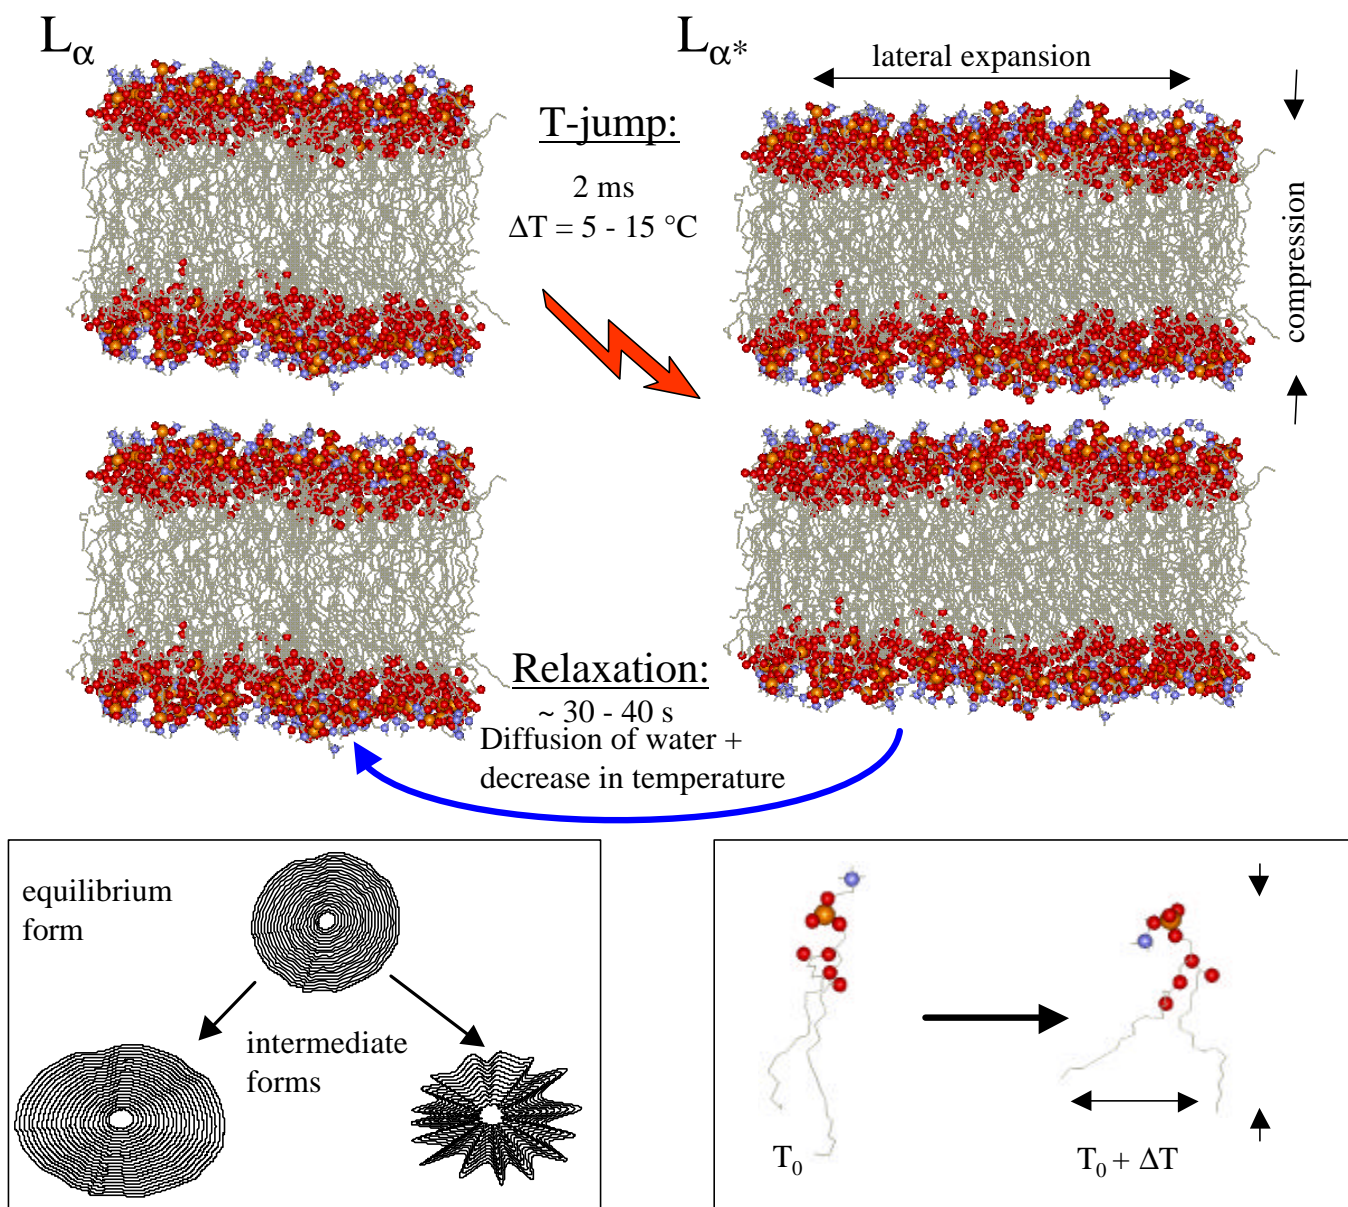 Lα
Lα*
lateral expansion
T-jump:
2 ms
ΔT = 5 - 15 °C
compression
Relaxation:
~ 30 - 40 s
Diffusion of water +
decrease in temperature
equilibrium
form
intermediate
forms
T0
T0 + ΔT